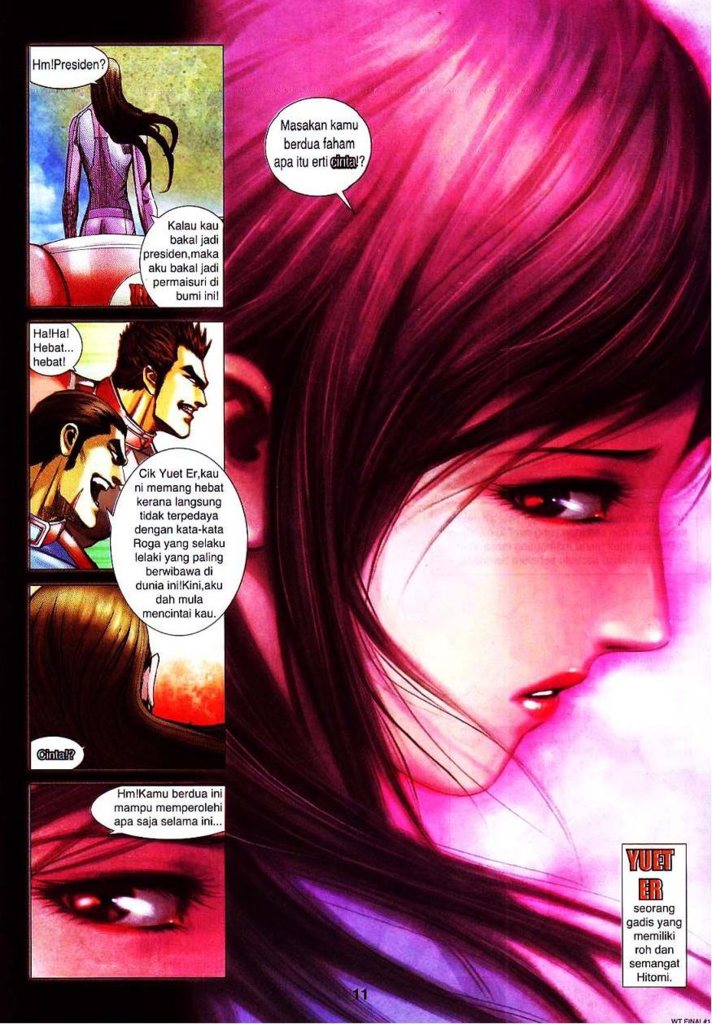 Hm!Presiden?
Kalau kau
bakal jadi
presiden,maka
aku bakal jadi
permaisuri di
bumi ini!
Ha!Ha!
Hebat...
hebat!
Cik Yuet Er,kau
ni memang hebat
kerana langsung
tidak terpedaya
dengan kata-kata
Roga yang selaku
lelaki yang paling
berwibawa di
dunia ini!Kini,aku
dah mula
mencintai kau.
Cinta!?
Hm!Kamu berdua ini
mampu memperolehi
apa saja selama ini...
Masakan kamu
berdua faham
apa itu erti cinta!?
YUET
ER
seorang
gadis yang
memiliki
roh dan
semangat
Hitomi.
11
WT FINAL#1